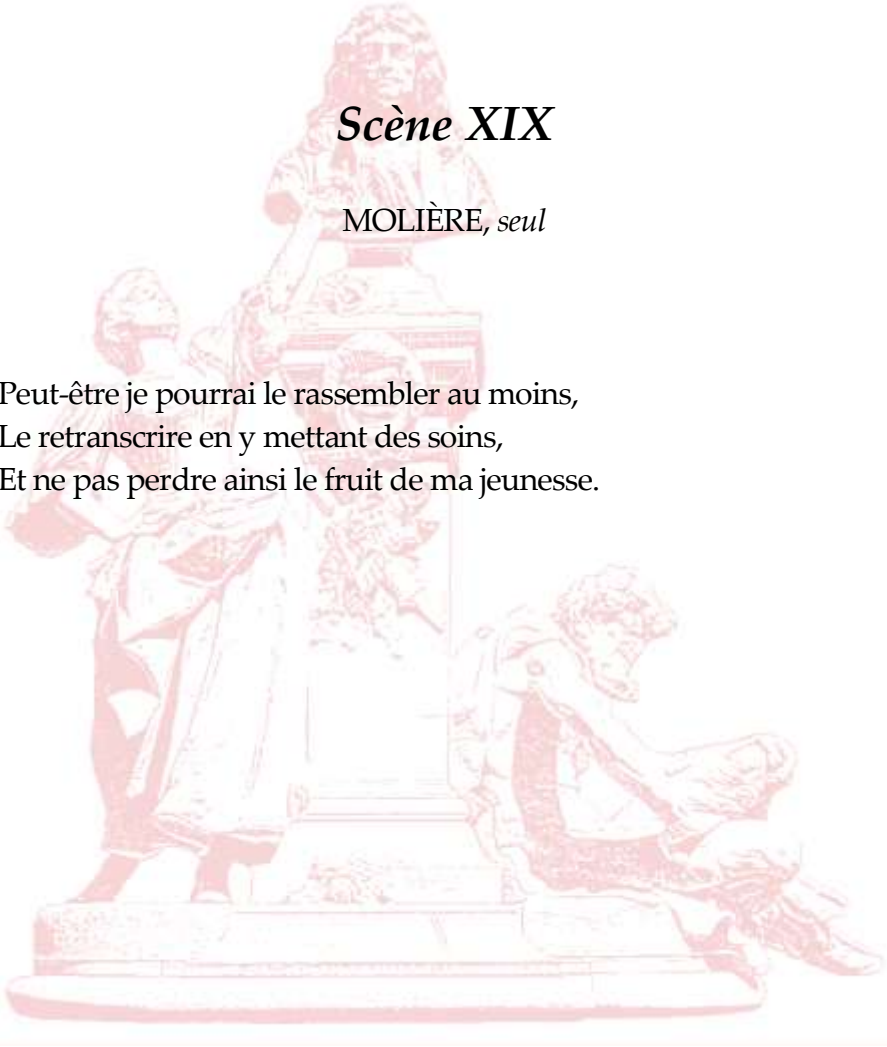 Scène XIX
MOLIÈRE, seul
Peut-être je pourrai le rassembler au moins,
Le retranscrire en y mettant des soins,
Et ne pas perdre ainsi le fruit de ma jeunesse.